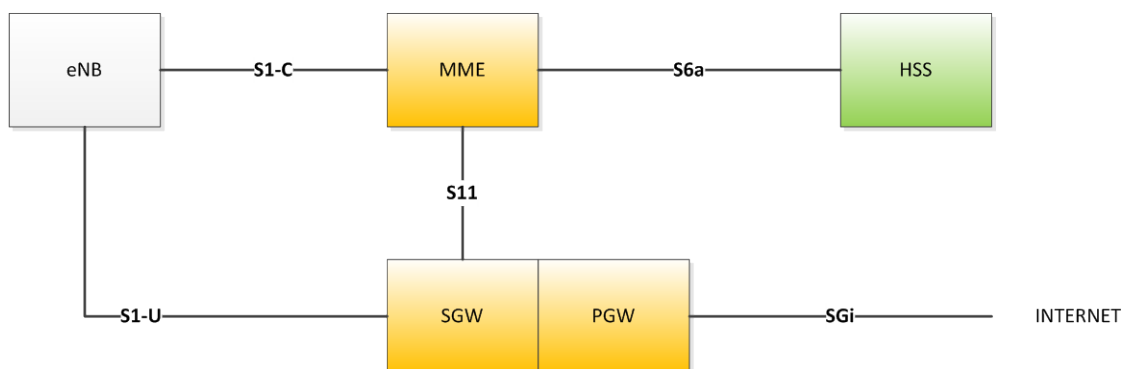 eNB
S1-C
MME
S6a
HSS
S11
S1-U
SGW
PGW
SGi
INTERNET